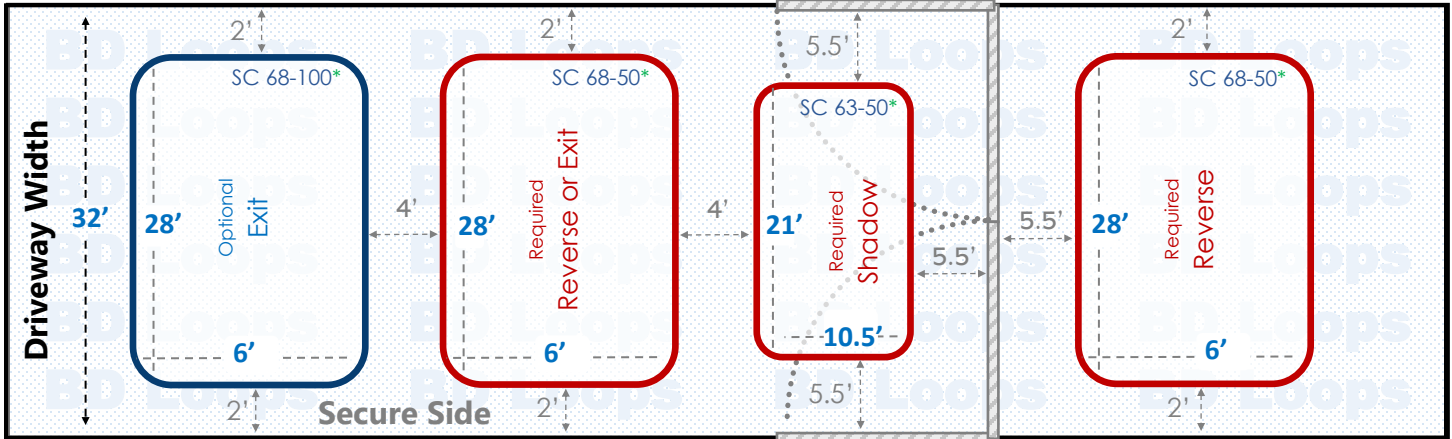 Driveway Width
32’
2’
SC 68-100*
28’
Optional
Exit
6’
2’
4’
2’
SC 68-50*
28’
Required
Reverse or Exit
6’
2’
4’
5.5’
SC 63-50*
21’
Required
Shadow
10.5’
5.5’
5.5’
5.5’
2’
SC 68-50*
28’
Required
Reverse
6’
2’
Secure Side
BD Loops